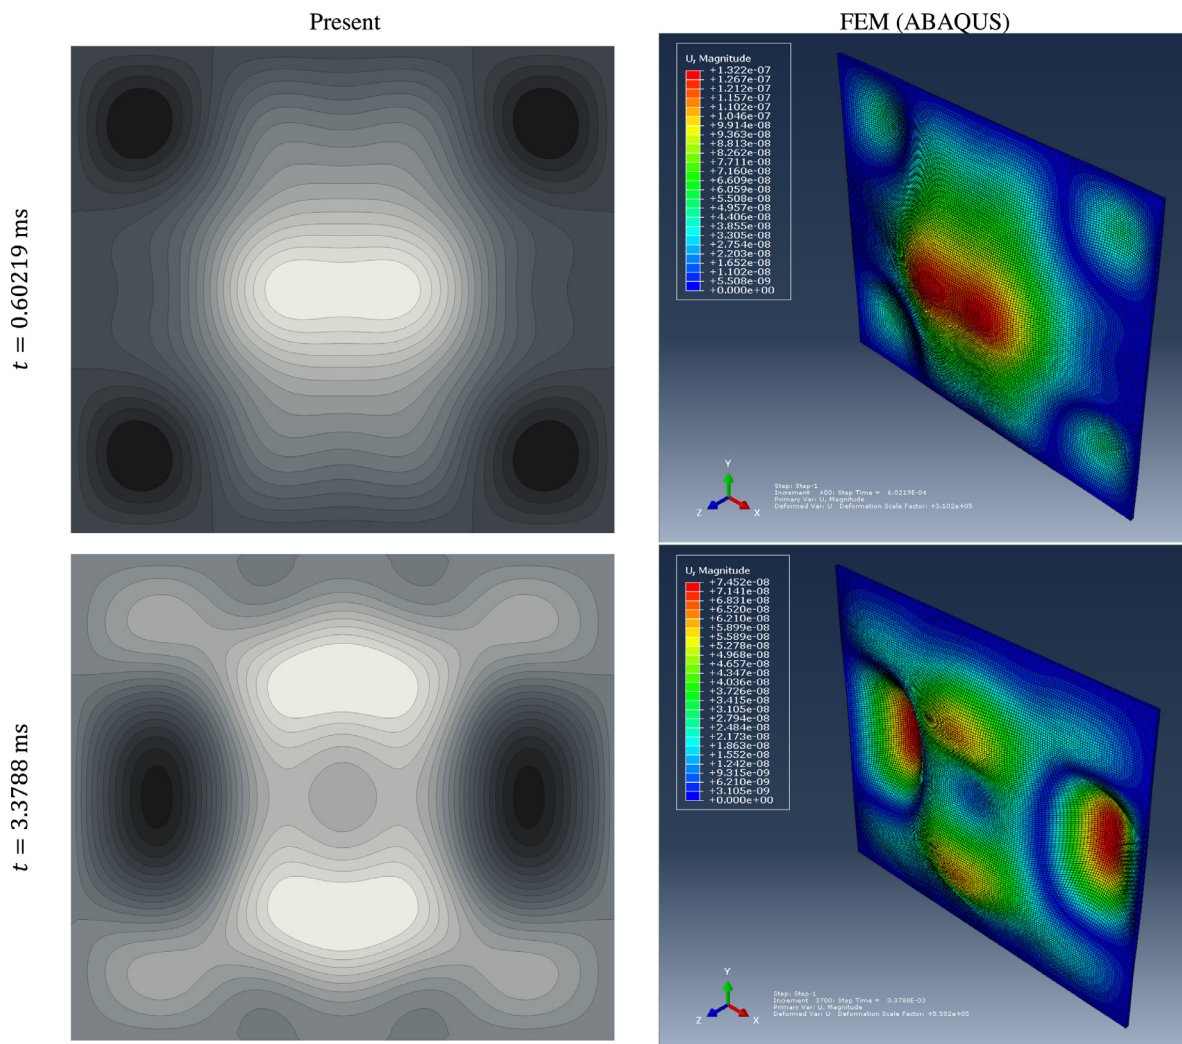 Present
FEM (ABAQUS)
t = 0.60219 ms
U, Magnitude
+1.322e-07
+1.267e-07
+1.212e-07
+1.157e-07
+1.102e-07
+1.046e-07
+9.914e-08
+9.363e-08
+8.813e-08
+8.262e-08
+7.711e-08
+7.160e-08
+6.609e-08
+6.059e-08
+5.508e-08
+4.957e-08
+4.406e-08
+3.855e-08
+3.305e-08
+2.754e-08
+2.203e-08
+1.652e-08
+1.102e-08
+5.508e-09
+0.000e+00
Y
Z
X
Step: Step-1
Increment 400: Step Time = 6.0219E-04
Primary Var: U, Magnitude
Deformed Var: U Deformation Scale Factor: +3.102e+05
t = 3.3788 ms
U, Magnitude
+7.452e-08
+7.141e-08
+6.831e-08
+6.520e-08
+6.210e-08
+5.899e-08
+5.589e-08
+5.278e-08
+4.968e-08
+4.657e-08
+4.347e-08
+4.036e-08
+3.726e-08
+3.415e-08
+3.105e-08
+2.794e-08
+2.484e-08
+2.173e-08
+1.863e-08
+1.552e-08
+1.242e-08
+9.315e-09
+6.210e-09
+3.105e-09
+0.000e+00
Y
Z
X
Step: Step-1
Increment 3700: Step Time = 3.3788E-03
Primary Var: U, Magnitude
Deformed Var: U Deformation Scale Factor: +5.502e+05